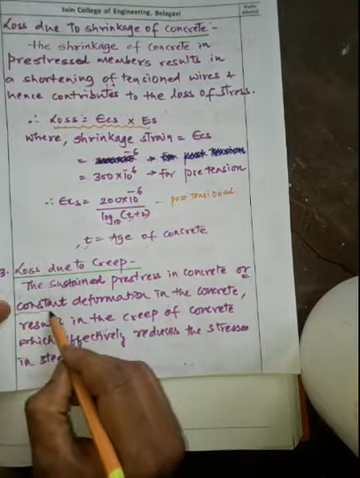 Jain College of Engineering, Belagavi
Marks
Allotted
Loss due to shrinkage of concrete-
the shrinkage of concrete in
prestressed members results in
a shortening of tensioned wires &
hence contributes to the loss of stress.
∴ Loss = Ecs × Es
where, shrinkage strain = Ecs
=
= 300×10⁻⁶ → for pretension
∴ Ecs = 200×10⁻⁶ - post tensioned
log₁₀(t+2)
t = Age of concrete
3. Loss due to Creep-
The sustained prestress in concrete or
constant deformation in the concrete,
in the creep of concrete
which effectively reduces the stresses
in